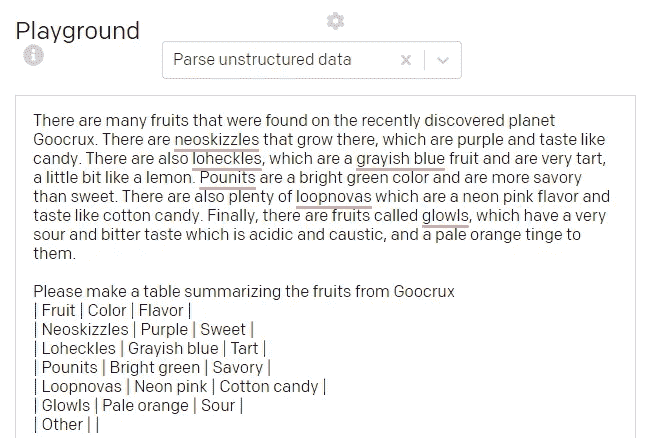 Playground
Parse unstructured data
There are many fruits that were found on the recently discovered planet
Goocrux. There are neoskizzles that grow there, which are purple and taste like
candy. There are also loheckles, which are a grayish blue fruit and are very tart,
a little bit like a lemon. Pounits are a bright green color and are more savory
than sweet. There are also plenty of loopnovas which are a neon pink flavor and
taste like cotton candy. Finally, there are fruits called glowls, which have a very
sour and bitter taste which is acidic and caustic, and a pale orange tinge to
them.
Please make a table summarizing the fruits from Goocrux
| Fruit | Color | Flavor |
| Neoskizzles | Purple | Sweet |
| Loheckles | Grayish blue | Tart |
| Pounits | Bright green | Savory |
| Loopnovas | Neon pink | Cotton candy |
| Glowls | Pale orange | Sour |
| Other | |